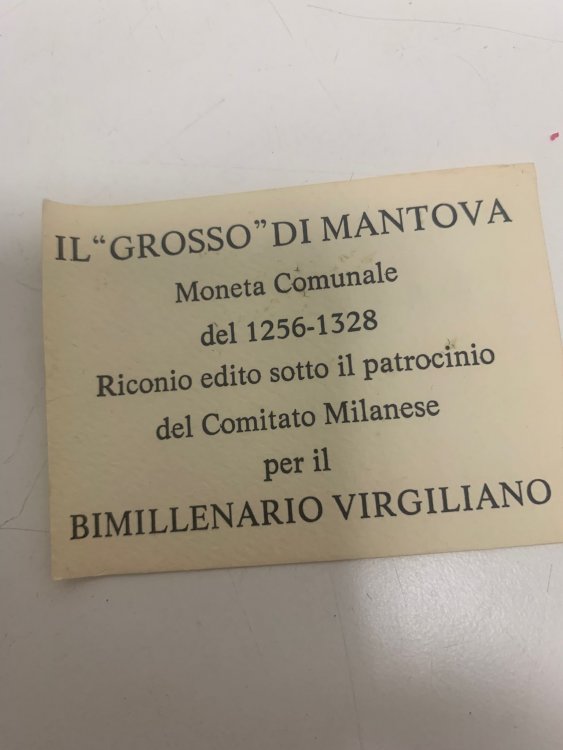 IL “GROSSO” DI MANTOVA
Moneta Comunale
del 1256-1328
Riconio edito sotto il patrocinio
del Comitato Milanese
per il
BIMILLENARIO VIRGILIANO